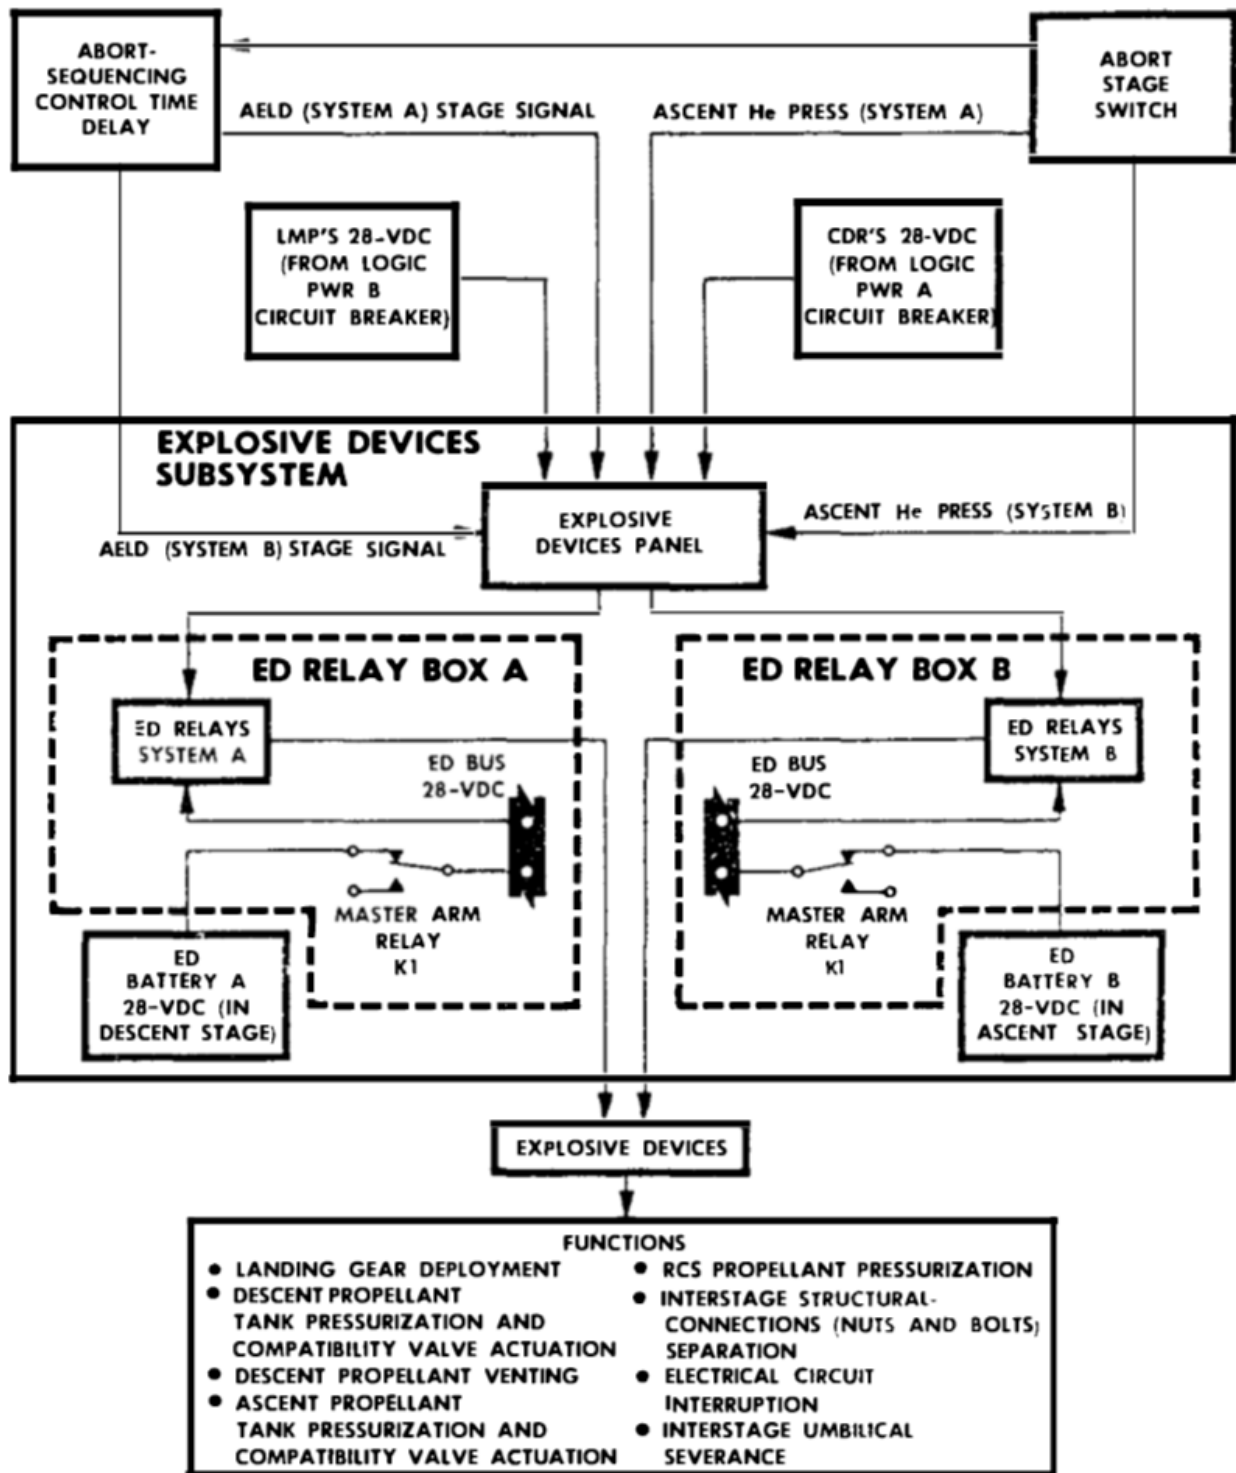 ABORT-
SEQUENCING
CONTROL TIME
DELAY
ABORT
STAGE
SWITCH
AELD (SYSTEM A) STAGE SIGNAL
ASCENT He PRESS (SYSTEM A)
LMP'S 28-VDC
(FROM LOGIC
PWR B
CIRCUIT BREAKER)
CDR'S 28-VDC
(FROM LOGIC
PWR A
CIRCUIT BREAKER)
EXPLOSIVE DEVICES
SUBSYSTEM
EXPLOSIVE
DEVICES PANEL
ASCENT He PRESS (SYSTEM B)
AELD (SYSTEM B) STAGE SIGNAL
ED RELAY BOX A
ED RELAYS
SYSTEM A
ED BUS
28-VDC
MASTER ARM
RELAY
K1
ED
BATTERY A
28-VDC (IN
DESCENT STAGE)
ED RELAY BOX B
ED RELAYS
SYSTEM B
ED BUS
28-VDC
MASTER ARM
RELAY
K1
ED
BATTERY B
28-VDC (IN
ASCENT STAGE)
EXPLOSIVE DEVICES
FUNCTIONS
● LANDING GEAR DEPLOYMENT
● DESCENT PROPELLANT
TANK PRESSURIZATION AND
COMPATIBILITY VALVE ACTUATION
● DESCENT PROPELLANT VENTING
● ASCENT PROPELLANT
TANK PRESSURIZATION AND
COMPATIBILITY VALVE ACTUATION
● RCS PROPELLANT PRESSURIZATION
● INTERSTAGE STRUCTURAL-
CONNECTIONS (NUTS AND BOLTS)
SEPARATION
● ELECTRICAL CIRCUIT
INTERRUPTION
● INTERSTAGE UMBILICAL
SEVERANCE